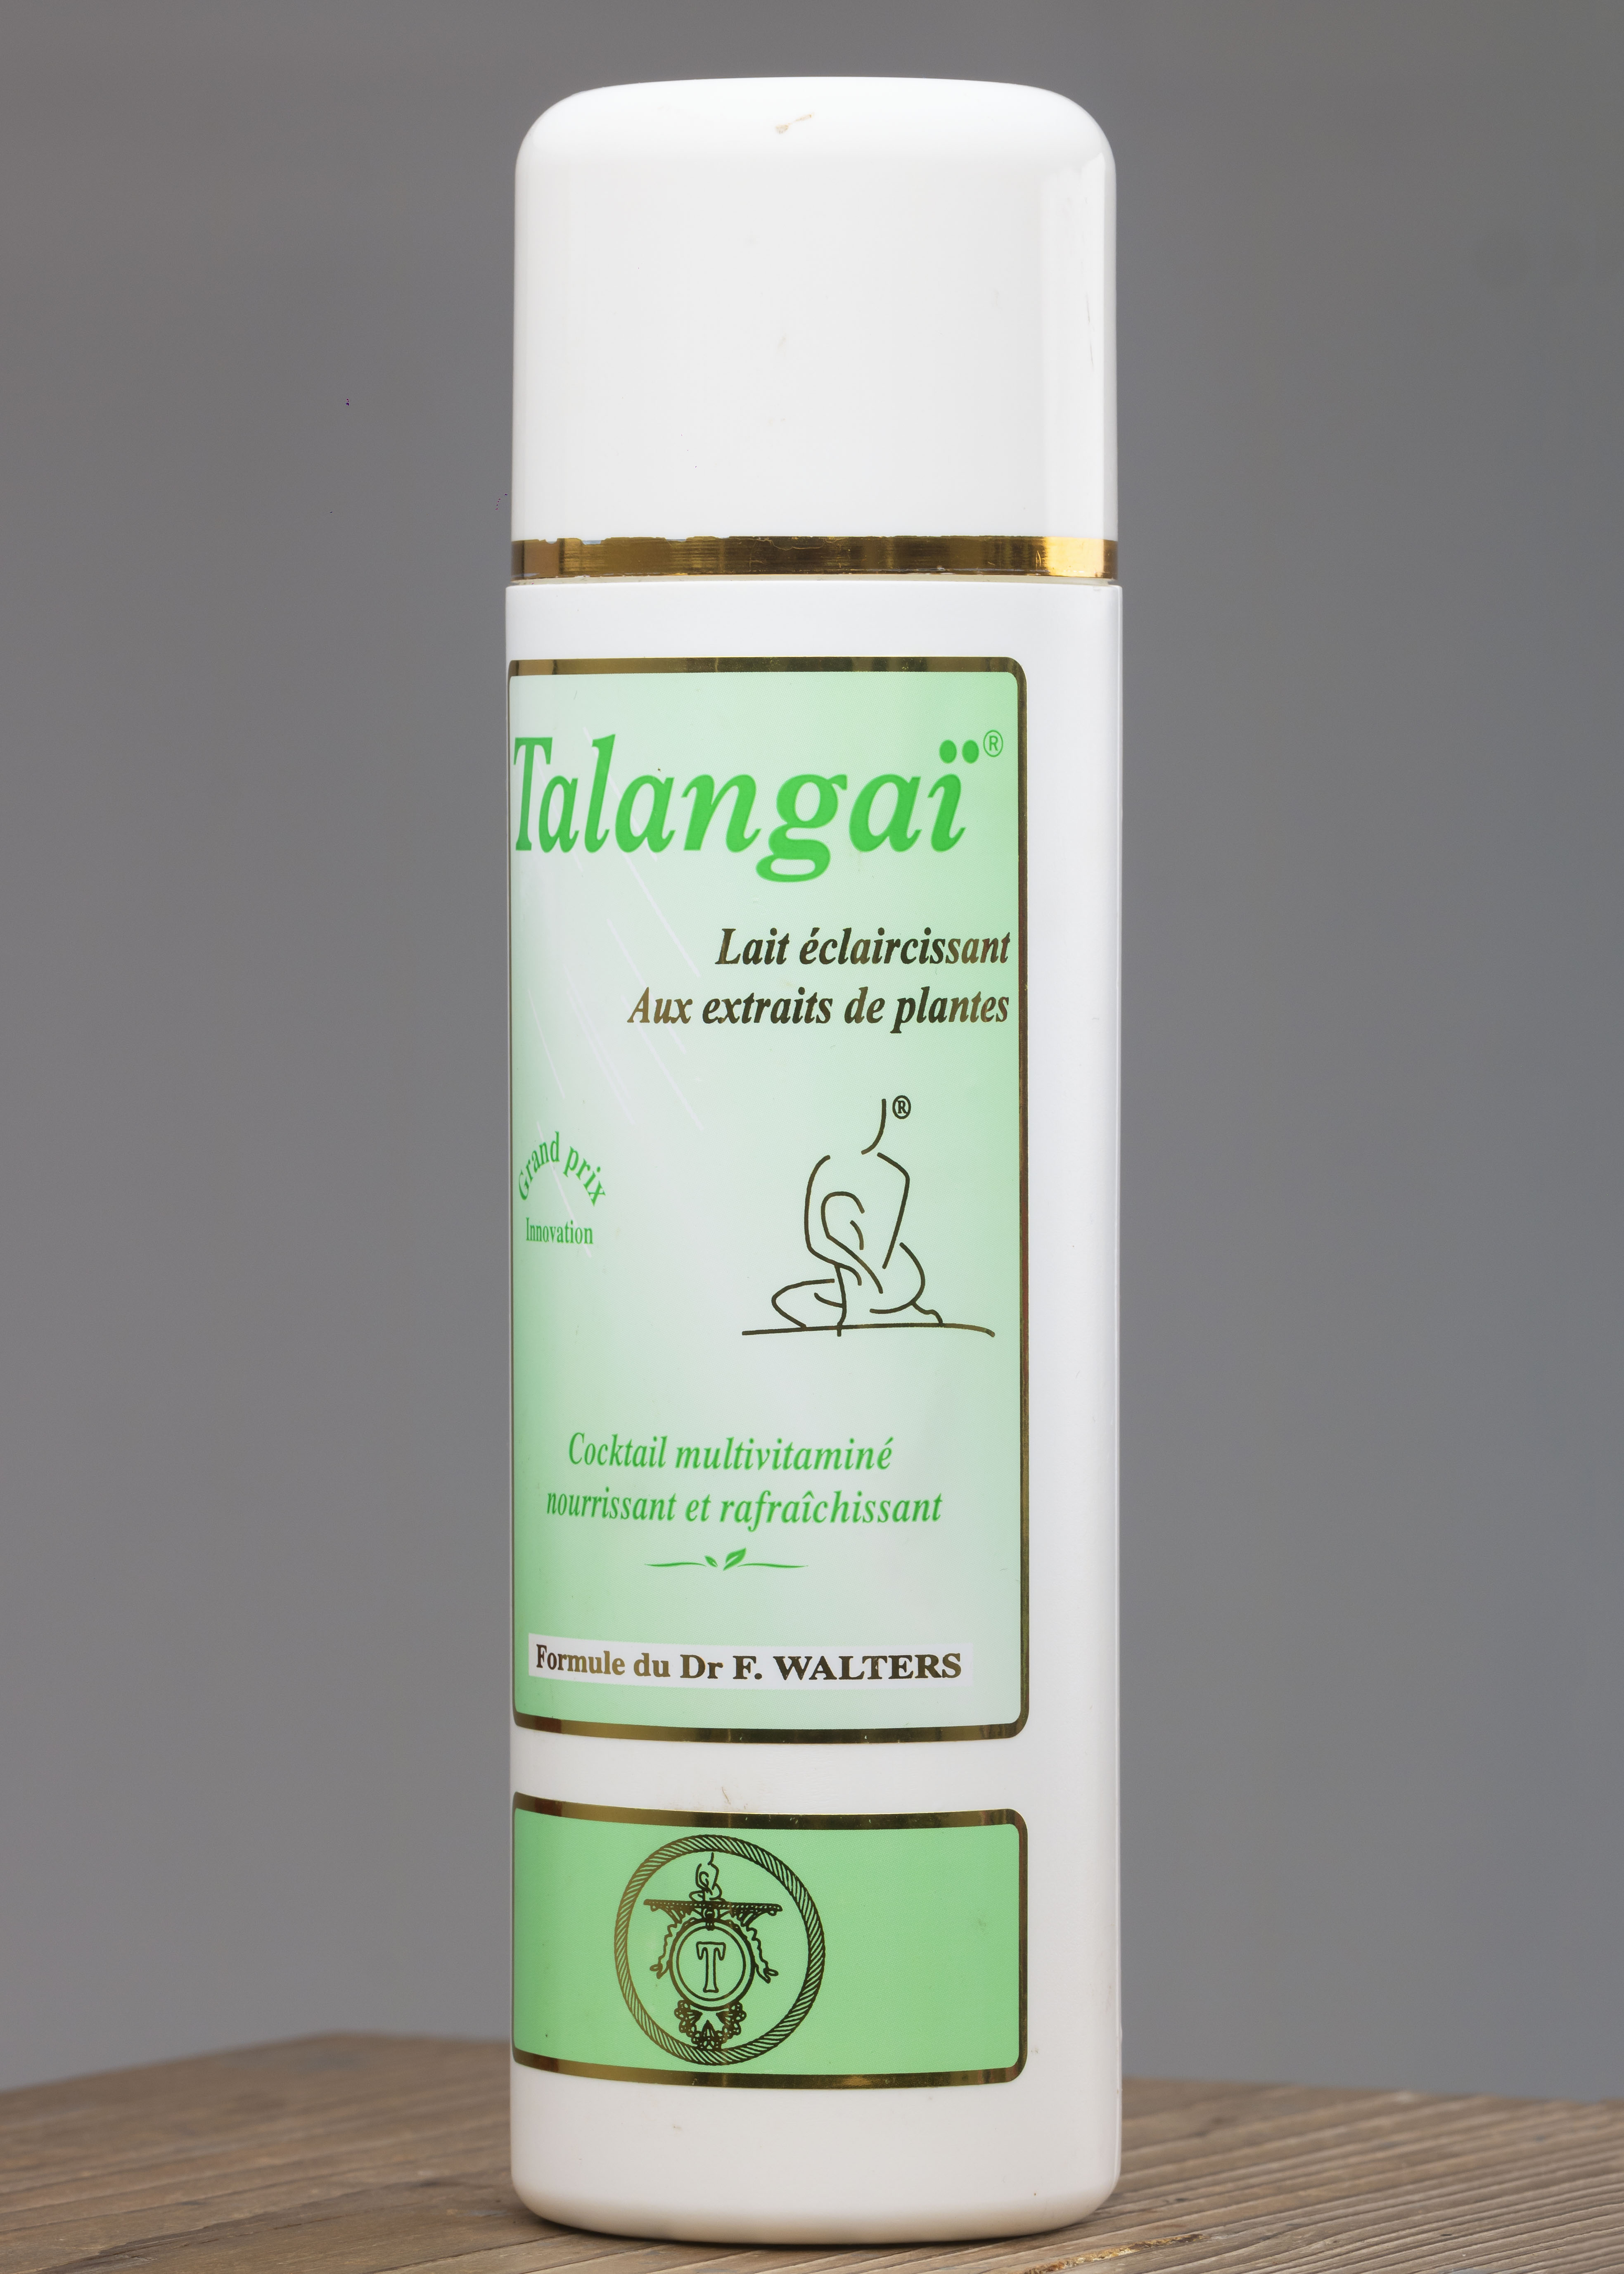 Talangaï®
Lait éclaircissant
Aux extraits de plantes
®
Grand prix
Innovation
Cocktail multivitaminé
nourrissant et rafraîchissant
Formule du Dr F. WALTERS
T